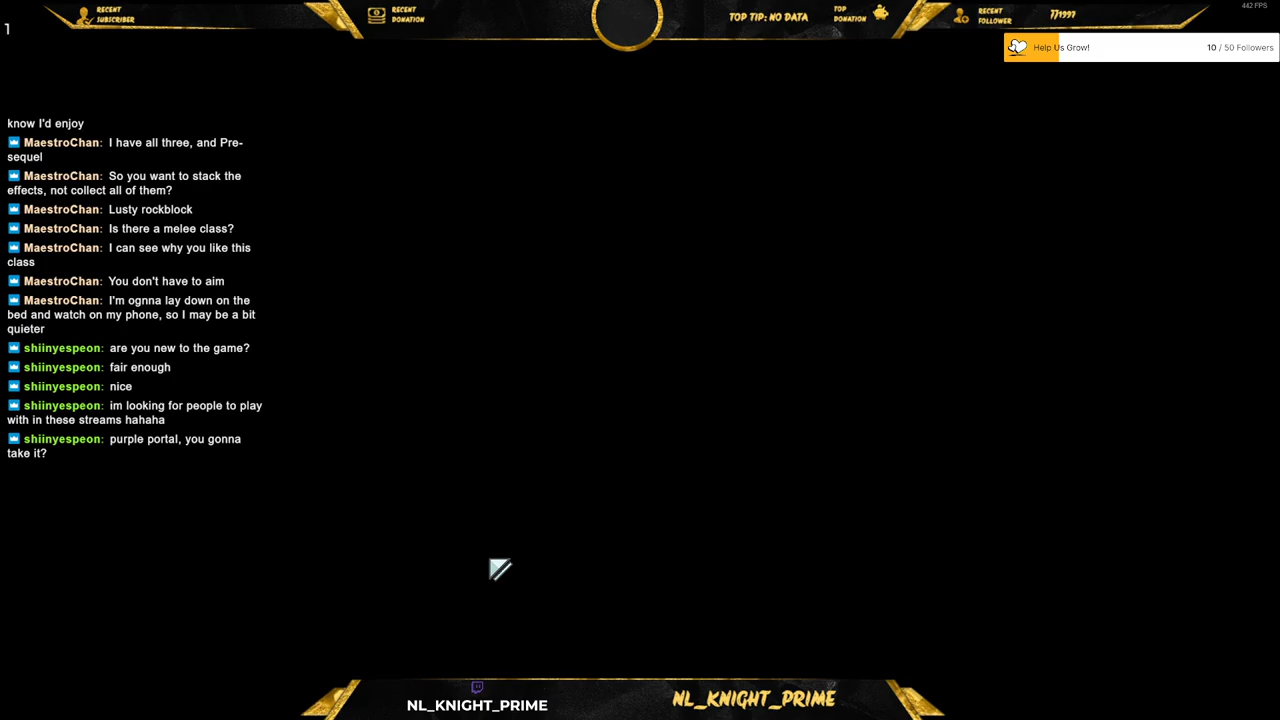 RECENT
SUBSCRIBER
RECENT
DONATION
TOP TIP: NO DATA
TOP
DONATION
RECENT
FOLLOWER
442 FPS
1
Help Us Grow!
10 / 50 Followers
know I'd enjoy
MaestroChan: I have all three, and Pre-
sequel
MaestroChan: So you want to stack the
effects, not collect all of them?
MaestroChan: Lusty rockblock
MaestroChan: Is there a melee class?
MaestroChan: I can see why you like this
class
MaestroChan: You don't have to aim
MaestroChan: I'm ognna lay down on the
bed and watch on my phone, so I may be a bit
quieter
shiinyespeon: are you new to the game?
shiinyespeon: fair enough
shiinyespeon: nice
shiinyespeon: im looking for people to play
with in these streams hahaha
shiinyespeon: purple portal, you gonna
take it?
NL_KNIGHT_PRIME
NL_KNIGHT_PRIME